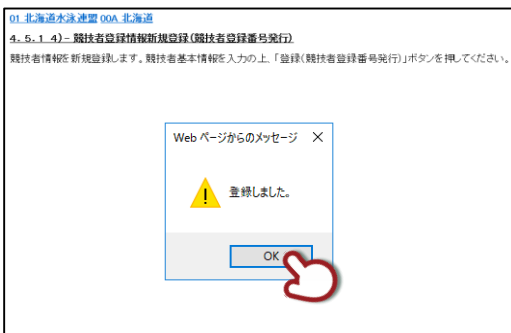 01 北海道水泳連盟 00A 北海道
4．5．1 4）- 競技者登録情報新規登録（競技者登録番号発行）
競技者情報を新規登録します。競技者基本情報を入力の上、「登録（競技者登録番号発行）」ボタンを押してください。
Web ページからのメッセージ
登録しました。
OK